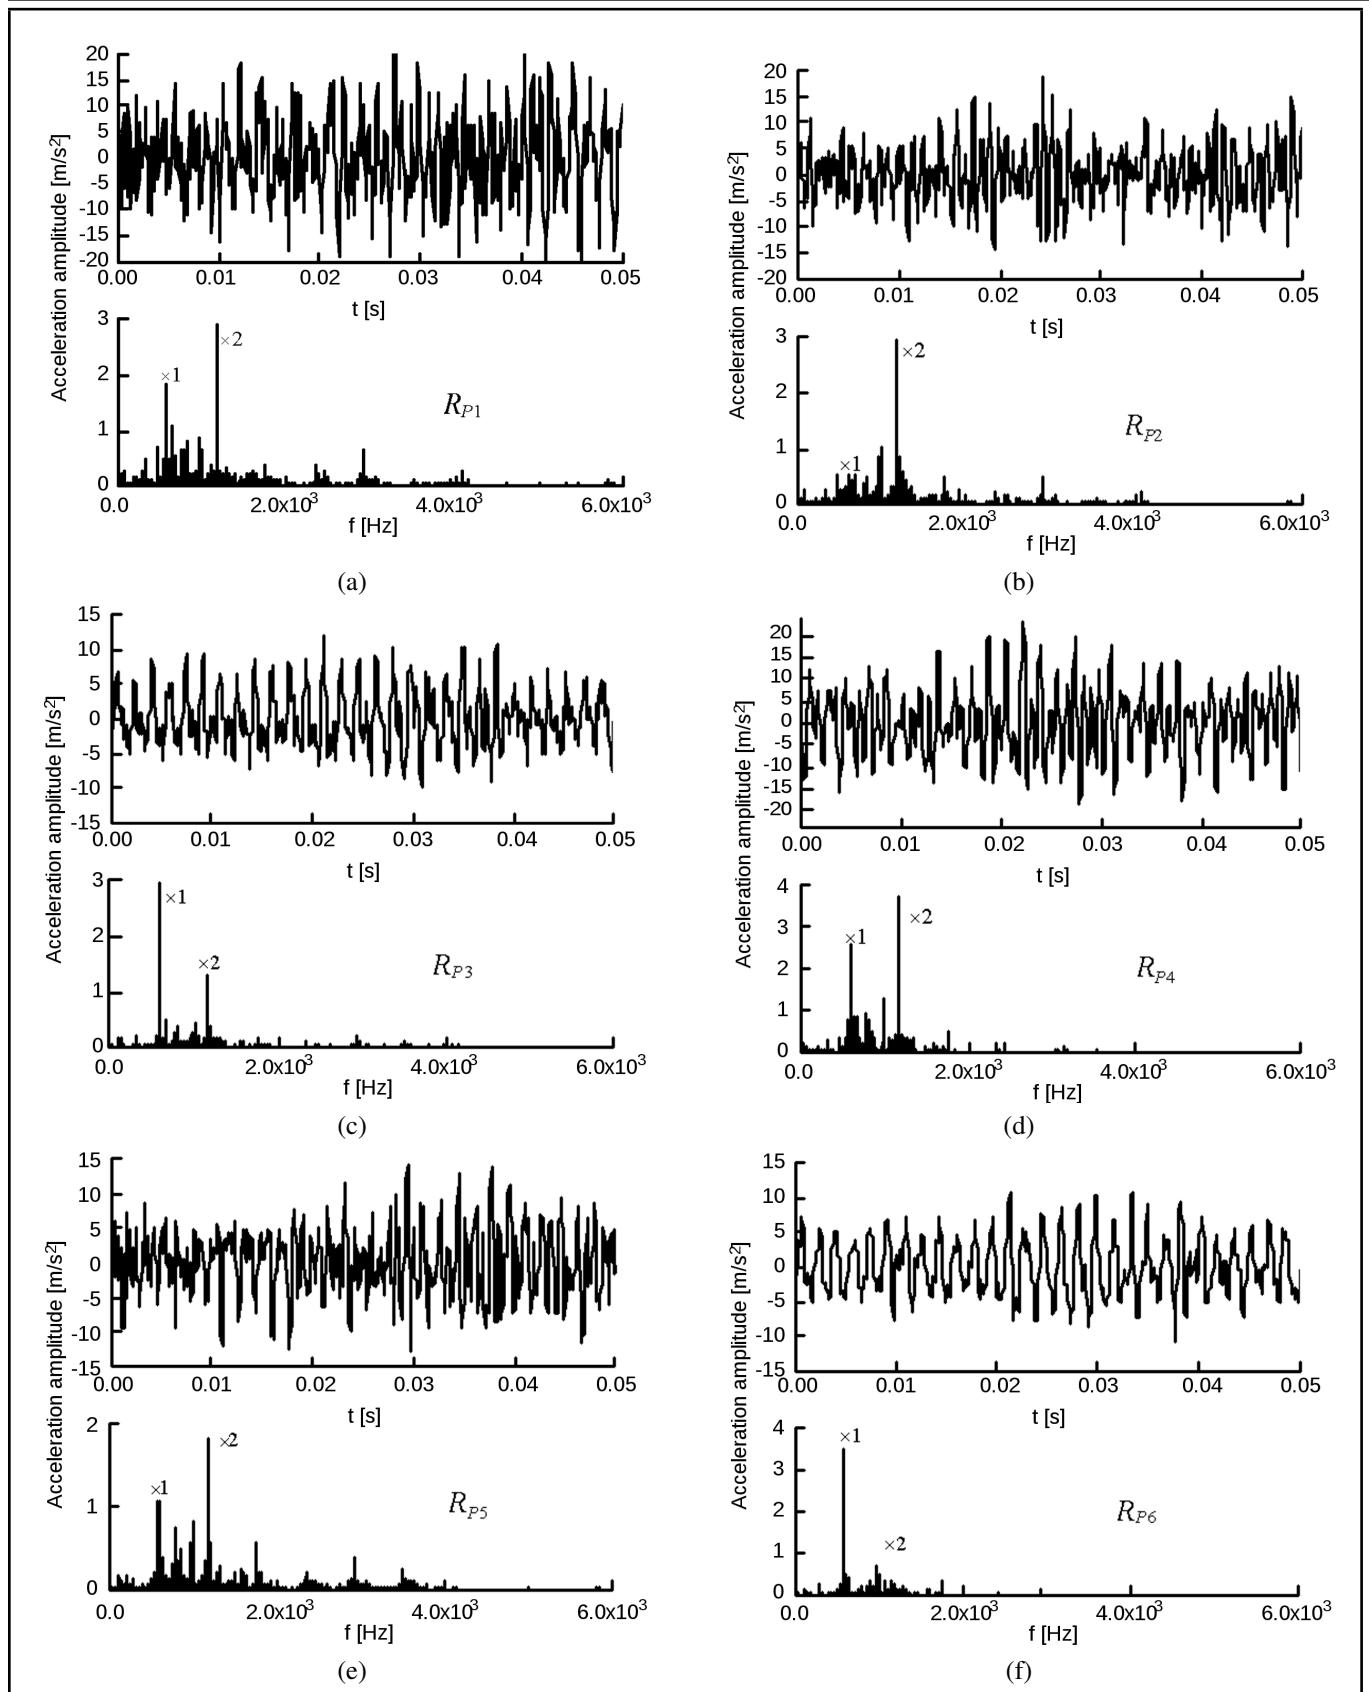 Acceleration amplitude [m/s²]
20
15
10
5
0
-5
-10
-15
-20
0.00 0.01 0.02 0.03 0.04 0.05
t [s]
3
2
1
0
×1
×2
R_P1
0.0 2.0x10³ 4.0x10³ 6.0x10³
f [Hz]
(a)
Acceleration amplitude [m/s²]
20
15
10
5
0
-5
-10
-15
-20
0.00 0.01 0.02 0.03 0.04 0.05
t [s]
3
2
1
0
×1
×2
R_P2
0.0 2.0x10³ 4.0x10³ 6.0x10³
f [Hz]
(b)
Acceleration amplitude [m/s²]
15
10
5
0
-5
-10
-15
0.00 0.01 0.02 0.03 0.04 0.05
t [s]
3
2
1
0
×1
×2
R_P3
0.0 2.0x10³ 4.0x10³ 6.0x10³
f [Hz]
(c)
Acceleration amplitude [m/s²]
20
15
10
5
0
-5
-10
-15
-20
0.00 0.01 0.02 0.03 0.04 0.05
t [s]
4
3
2
1
0
×1
×2
R_P4
0.0 2.0x10³ 4.0x10³ 6.0x10³
f [Hz]
(d)
Acceleration amplitude [m/s²]
15
10
5
0
-5
-10
-15
0.00 0.01 0.02 0.03 0.04 0.05
t [s]
2
1
0
×1
×2
R_P5
0.0 2.0x10³ 4.0x10³ 6.0x10³
f [Hz]
(e)
Acceleration amplitude [m/s²]
15
10
5
0
-5
-10
-15
0.00 0.01 0.02 0.03 0.04 0.05
t [s]
4
3
2
1
0
×1
×2
R_P6
0.0 2.0x10³ 4.0x10³ 6.0x10³
f [Hz]
(f)